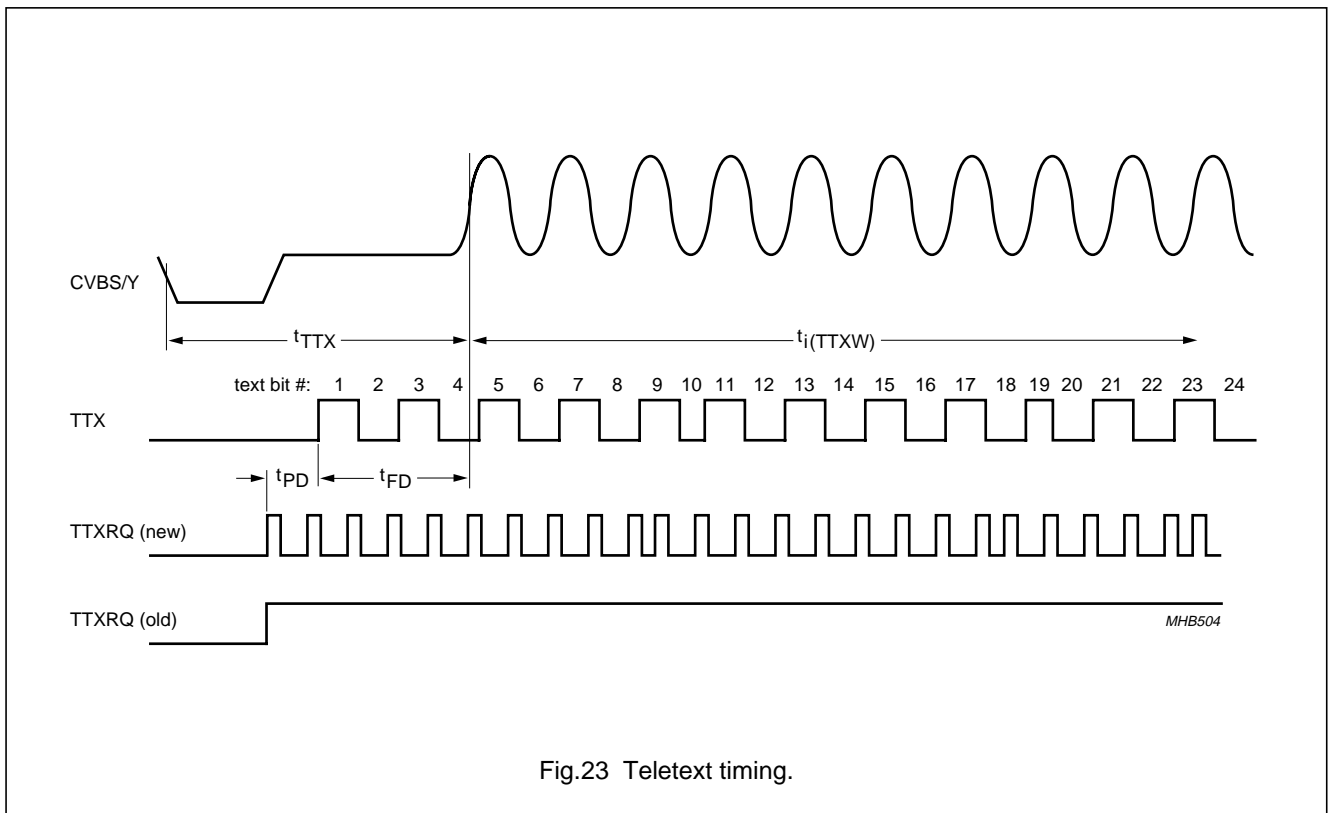 CVBS/Y
tTTX
ti(TTXW)
text bit #: 1 2 3 4 5 6 7 8 9 10 11 12 13 14 15 16 17 18 19 20 21 22 23 24
TTX
tPD
tFD
TTXRQ (new)
TTXRQ (old)
MHB504
Fig.23 Teletext timing.